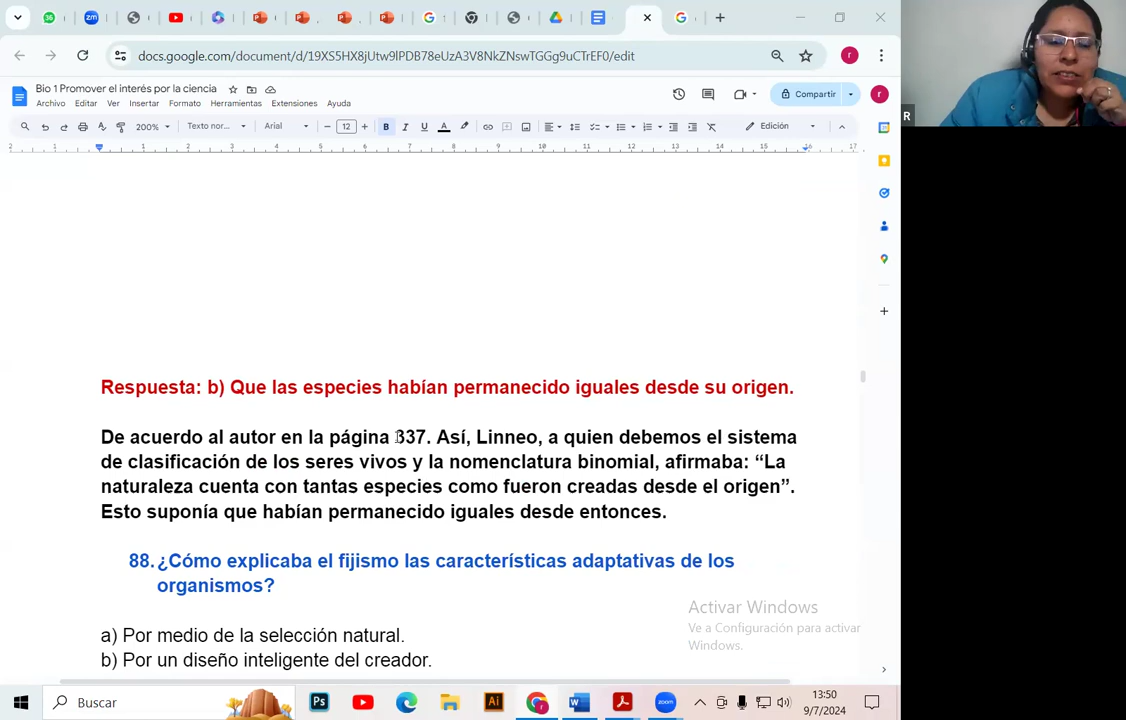 docs.google.com/document/d/19XS5HX8jUtw9lPDB78eUzA3V8NkZNswTGGg9uCTrEF0/edit
Bio 1 Promover el interés por la ciencia
Archivo Editar Ver Insertar Formato Herramientas Extensiones Ayuda
Compartir
200% Texto nor... Arial 12 Edición
R
Respuesta: b) Que las especies habían permanecido iguales desde su origen.
De acuerdo al autor en la página 337. Así, Linneo, a quien debemos el sistema
de clasificación de los seres vivos y la nomenclatura binomial, afirmaba: “La
naturaleza cuenta con tantas especies como fueron creadas desde el origen”.
Esto suponía que habían permanecido iguales desde entonces.
88. ¿Cómo explicaba el fijismo las características adaptativas de los
organismos?
a) Por medio de la selección natural.
b) Por un diseño inteligente del creador.
Activar Windows
Ve a Configuración para activar
Windows.
Buscar
13:50
9/7/2024